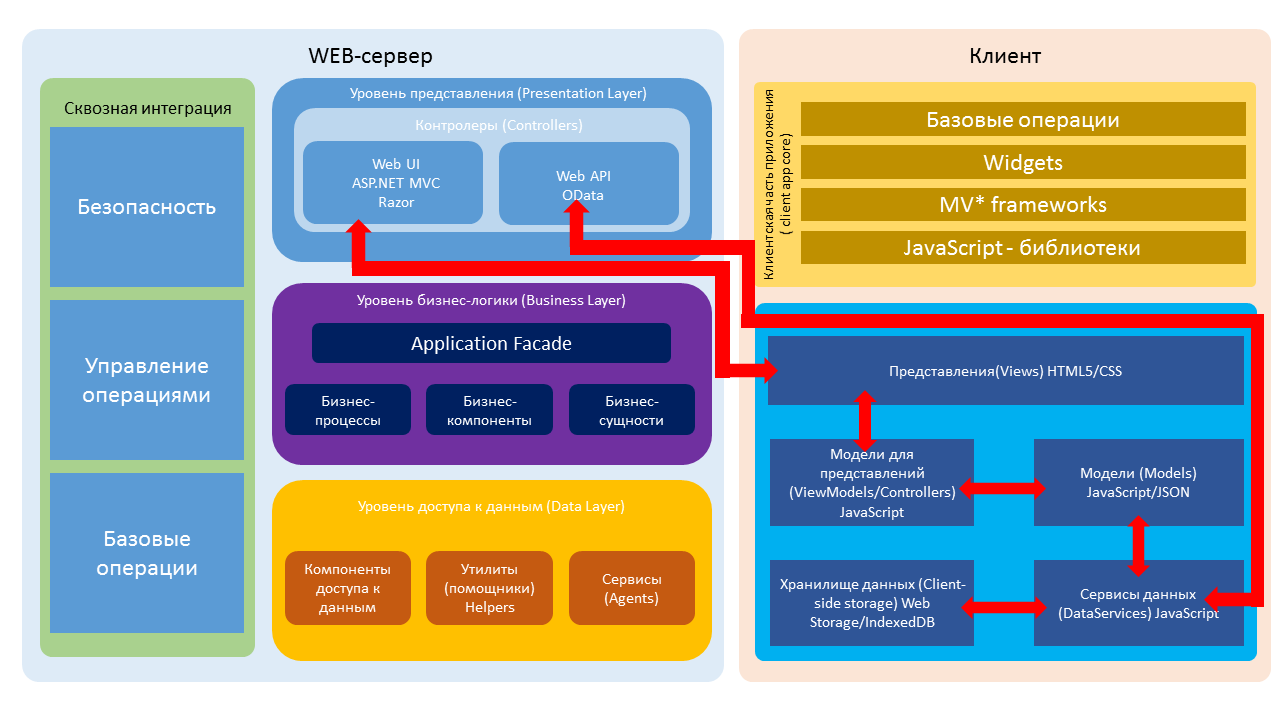 WEB-сервер
Сквозная интеграция
Безопасность
Управление
операциями
Базовые
операции
Уровень представления (Presentation Layer)
Контролеры (Controllers)
Web UI
ASP.NET MVC
Razor
Web API
OData
Уровень бизнес-логики (Business Layer)
Application Facade
Бизнес-
процессы
Бизнес-
компоненты
Бизнес-
сущности
Уровень доступа к данным (Data Layer)
Компоненты
доступа к
данным
Утилиты
(помощники)
Helpers
Сервисы
(Agents)
Клиент
Клиентская часть приложения
( client app core)
Базовые операции
Widgets
MV* frameworks
JavaScript - библиотеки
Представления(Views) HTML5/CSS
Модели для
представлений
(ViewModels/Controllers)
JavaScript
Модели (Models)
JavaScript/JSON
Хранилище данных (Client-
side storage) Web
Storage/IndexedDB
Сервисы данных
(DataServices) JavaScript